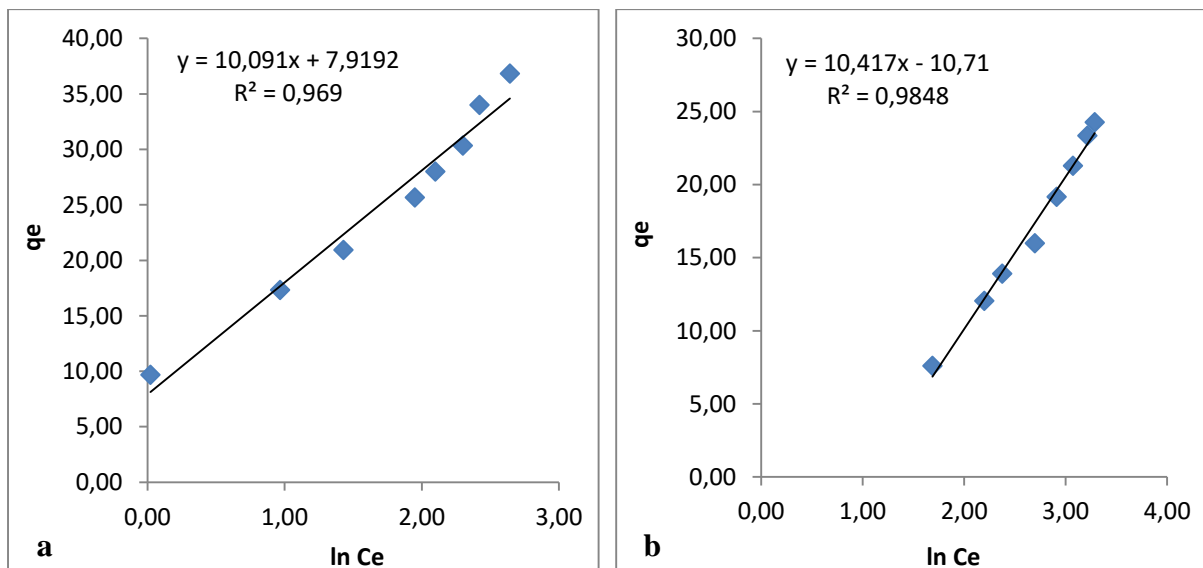 40,00
35,00
30,00
25,00
20,00
15,00
10,00
5,00
0,00
qe
y = 10,091x + 7,9192
R² = 0,969
0,00 1,00 2,00 3,00
ln Ce
a
30,00
25,00
20,00
15,00
10,00
5,00
0,00
qe
y = 10,417x - 10,71
R² = 0,9848
0,00 1,00 2,00 3,00 4,00
ln Ce
b